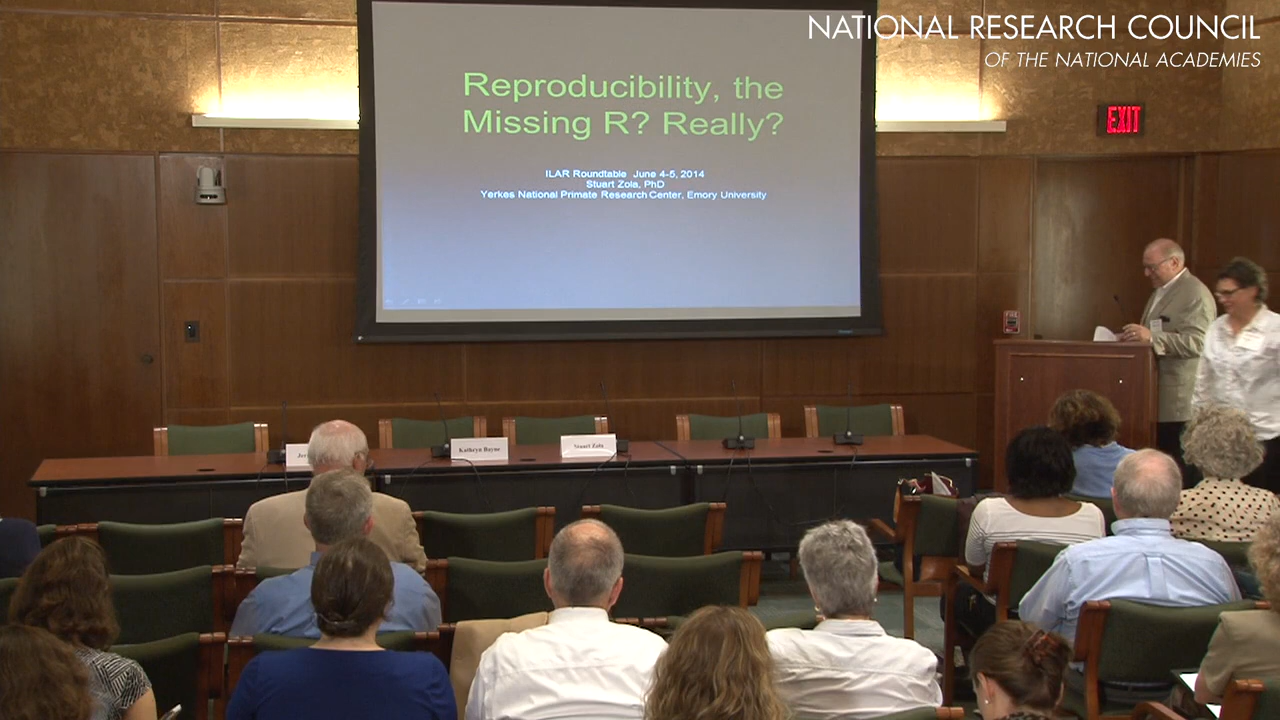 NATIONAL RESEARCH COUNCIL
OF THE NATIONAL ACADEMIES
Reproducibility, the
Missing R? Really?
ILAR Roundtable June 4-5, 2014
Stuart Zola, PhD
Yerkes National Primate Research Center, Emory University
EXIT
Kathryn Bayne
Stuart Zola